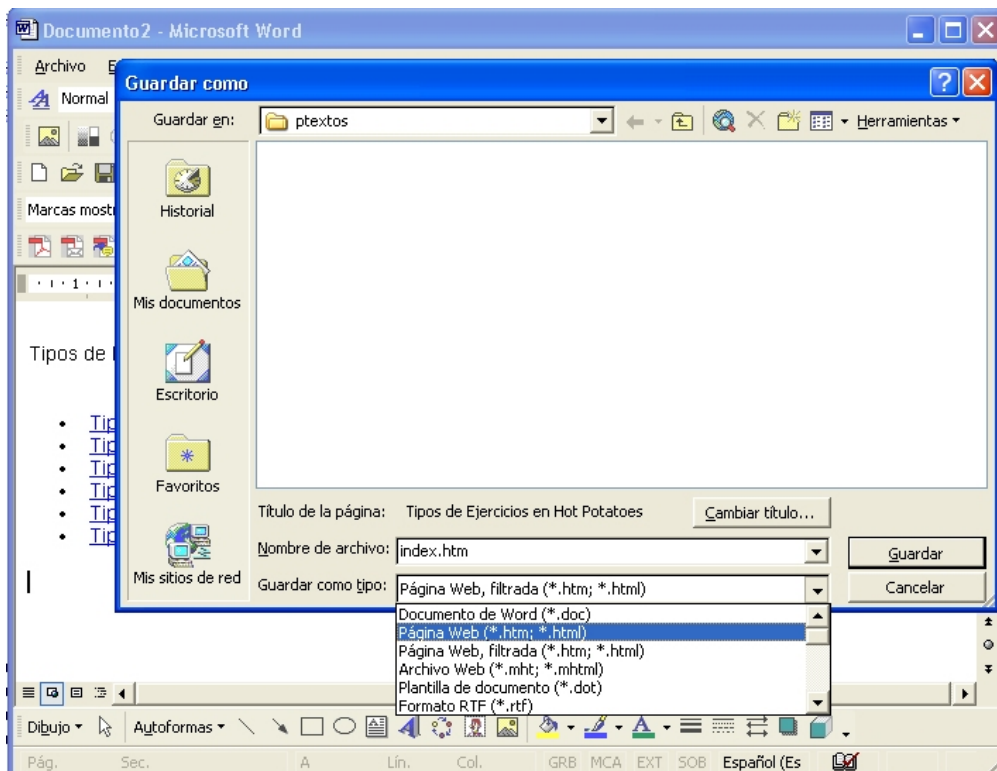 Documento2 - Microsoft Word
Archivo
Guardar como
Normal
Guardar en: ptextos Herramientas
Historial
Marcas
Mis documentos
1
Tipos de
Escritorio
Favoritos
Título de la página: Tipos de Ejercicios en Hot Potatoes Cambiar título...
Nombre de archivo: index.htm Guardar
Mis sitios de red Guardar como tipo: Página Web, filtrada (*.htm; *.html) Cancelar
Documento de Word (*.doc)
Página Web (*.htm; *.html)
Página Web, filtrada (*.htm; *.html)
Archivo Web (*.mht; *.mhtml)
Plantilla de documento (*.dot)
Formato RTF (*.rtf)
Dibujo Autoformas
Pág. Sec. A Lín. Col. GRB MCA EXT SOB Español (Es